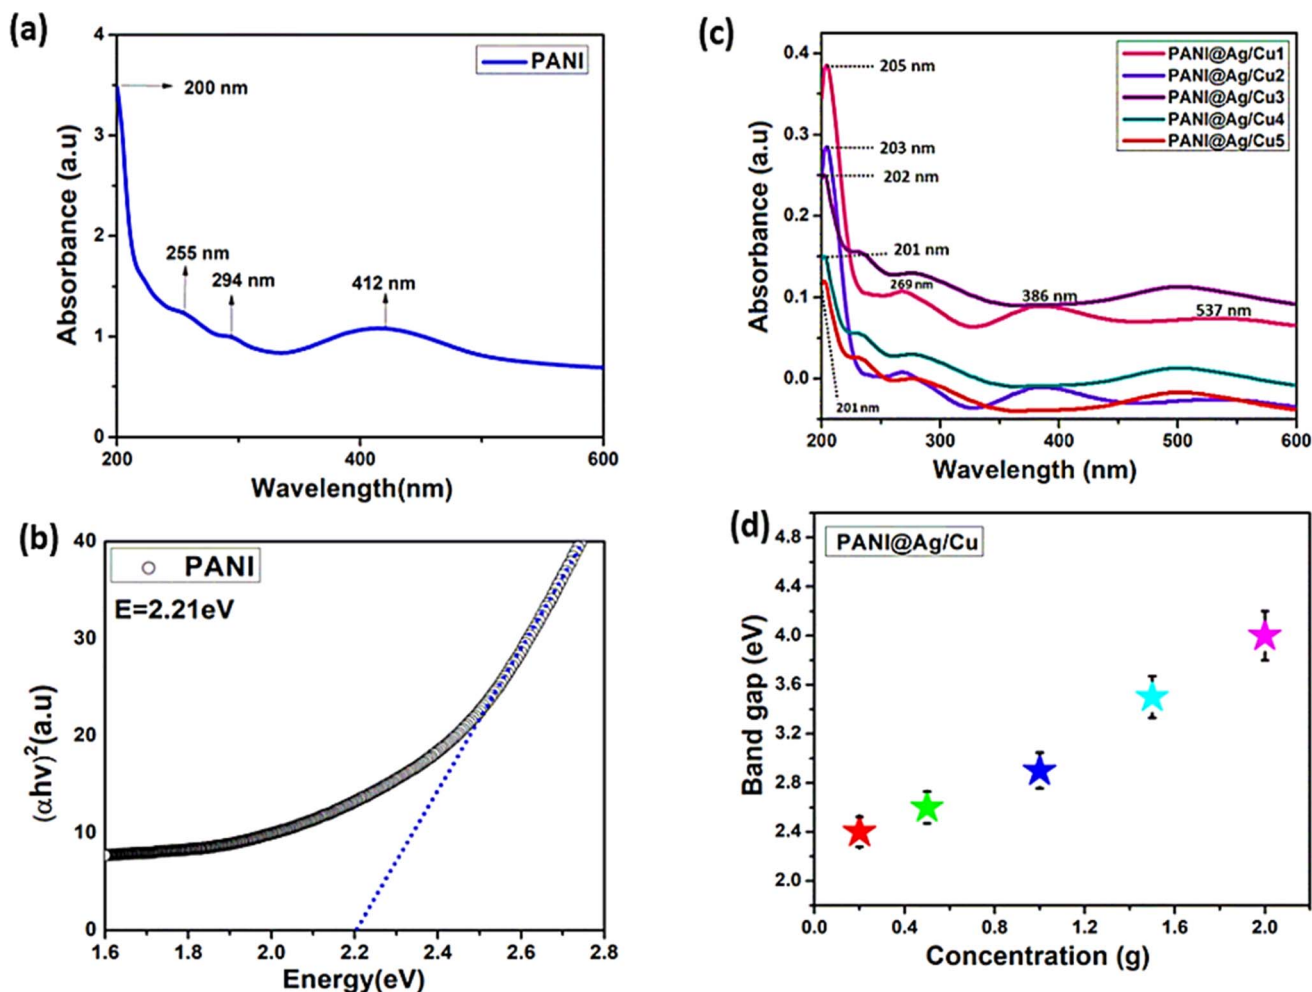 (a)
PANI
200 nm
255 nm
294 nm
412 nm
4
3
2
1
0
200
400
600
Absorbance (a.u)
Wavelength(nm)
(c)
PANI@Ag/Cu1
PANI@Ag/Cu2
PANI@Ag/Cu3
PANI@Ag/Cu4
PANI@Ag/Cu5
205 nm
203 nm
202 nm
201 nm
269 nm
386 nm
537 nm
201 nm
0.4
0.3
0.2
0.1
0.0
200
300
400
500
600
Absorbance (a.u)
Wavelength (nm)
(b)
PANI
E=2.21eV
40
30
20
10
0
1.6
1.8
2.0
2.2
2.4
2.6
2.8
(αhν)²(a.u)
Energy(eV)
(d)
PANI@Ag/Cu
4.8
4.4
4.0
3.6
3.2
2.8
2.4
2.0
0.0
0.4
0.8
1.2
1.6
2.0
Band gap (eV)
Concentration (g)